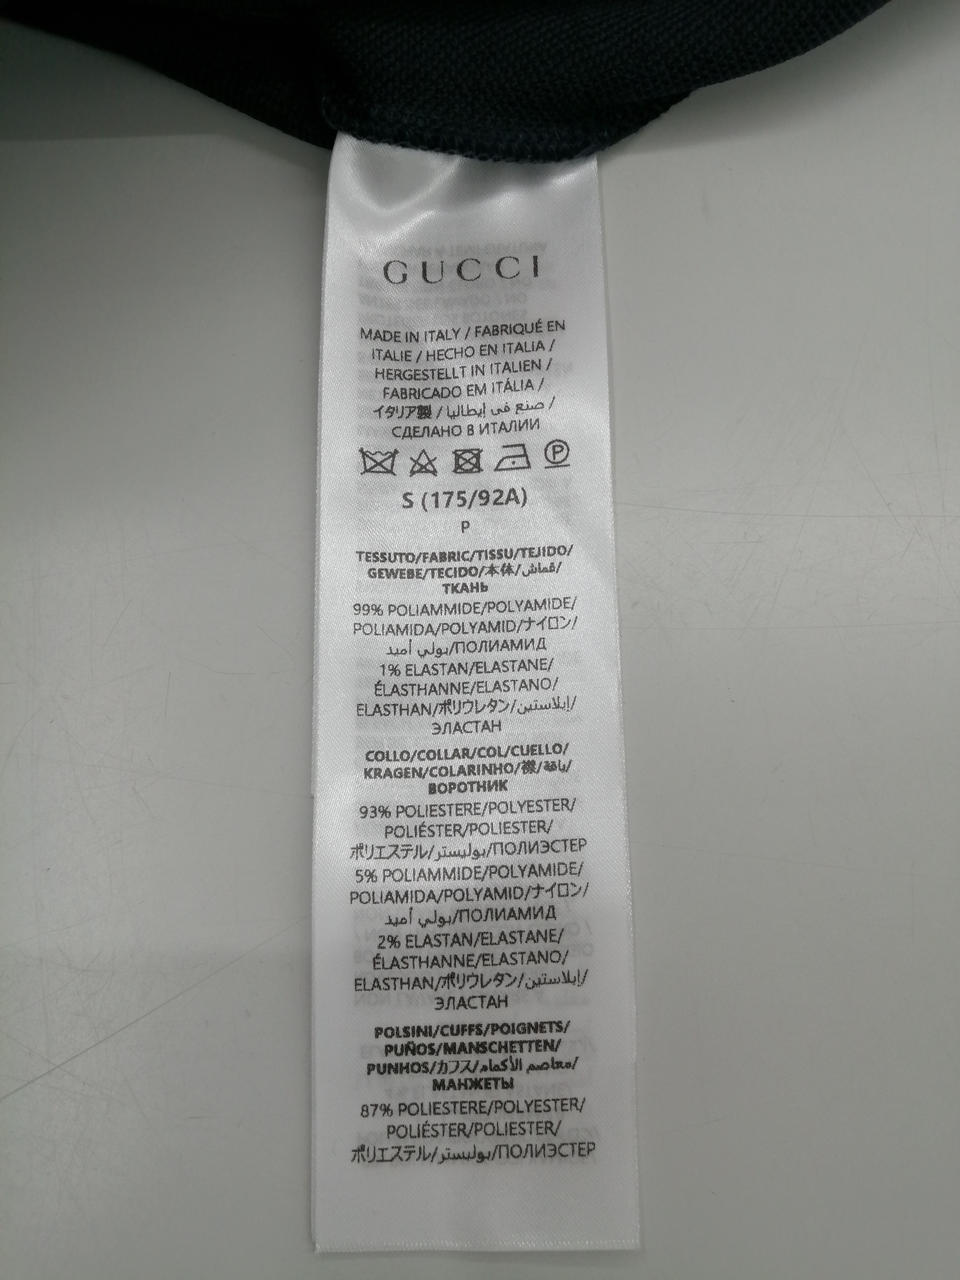 GUCCI
MADE IN ITALY / FABRIQUÉ EN
ITALIE / HECHO EN ITALIA /
HERGESTELLT IN ITALIEN /
FABRICADO EM ITÁLIA /
イタリア製 / صنع في إيطاليا /
СДЕЛАНО В ИТАЛИИ
P
S (175/92A)
P
TESSUTO/FABRIC/TISSU/TEJIDO/
GEWEBE/TECIDO/本体/قماش/
ТКАНЬ
99% POLIAMMIDE/POLYAMIDE/
POLIAMIDA/POLYAMID/ナイロン/
بولي أميد/ПОЛИАМИД
1% ELASTAN/ELASTANE/
ÉLASTHANNE/ELASTANO/
ELASTHAN/ポリウレタン/إيلاستين/
ЭЛАСТАН
COLLO/COLLAR/COL/CUELLO/
KRAGEN/COLARINHO/襟/ياقة/
ВОРОТНИК
93% POLIESTERE/POLYESTER/
POLIÉSTER/POLIESTER/
ポリエステル/بوليستر/ПОЛИЭСТЕР
5% POLIAMMIDE/POLYAMIDE/
POLIAMIDA/POLYAMID/ナイロン/
بولي أميد/ПОЛИАМИД
2% ELASTAN/ELASTANE/
ÉLASTHANNE/ELASTANO/
ELASTHAN/ポリウレタン/إيلاستين/
ЭЛАСТАН
POLSINI/CUFFS/POIGNETS/
PUÑOS/MANSCHETTEN/
PUNHOS/カフス/معاصم الأكمام/
МАНЖЕТЫ
87% POLIESTERE/POLYESTER/
POLIÉSTER/POLIESTER/
ポリエステル/بوليستر/ПОЛИЭСТЕР